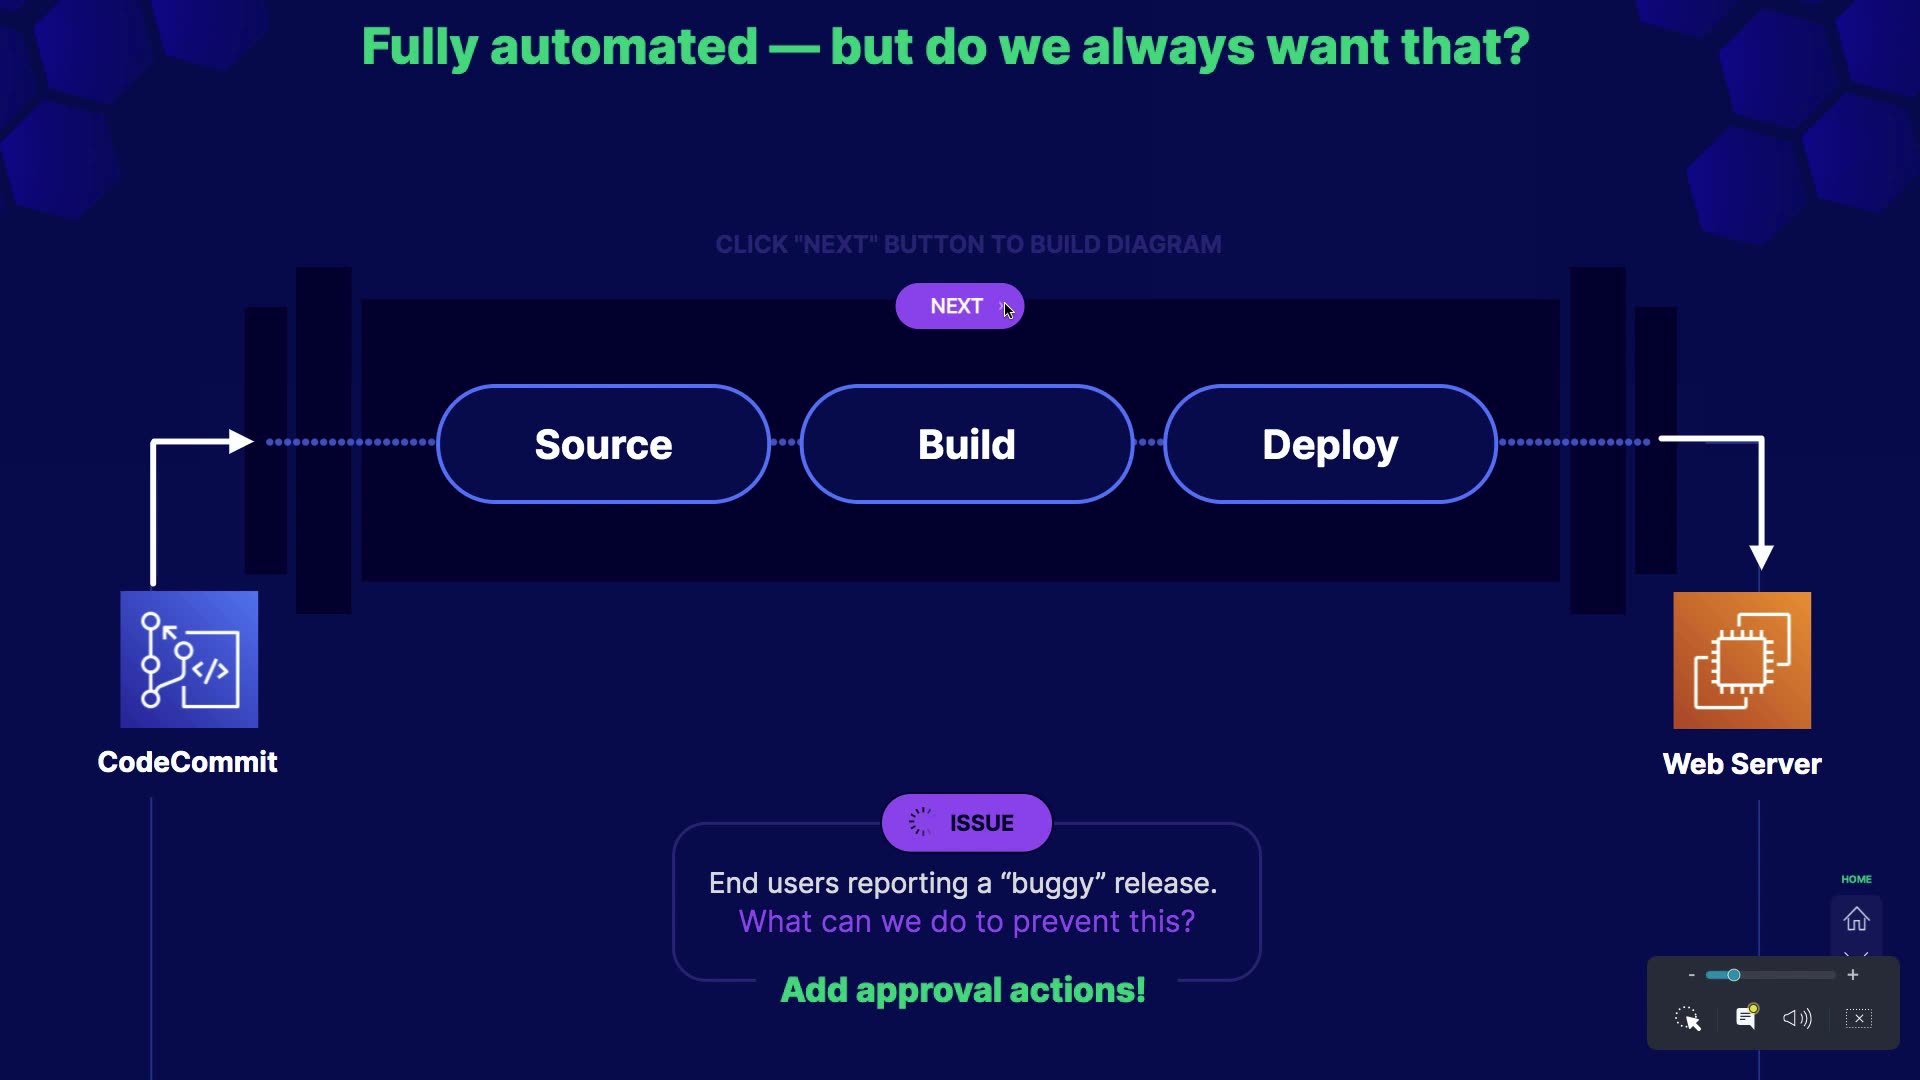 Fully automated — but do we always want that?
CLICK "NEXT" BUTTON TO BUILD DIAGRAM
NEXT
Source
Build
Deploy
CodeCommit
Web Server
ISSUE
End users reporting a “buggy” release.
What can we do to prevent this?
Add approval actions!
HOME
- +